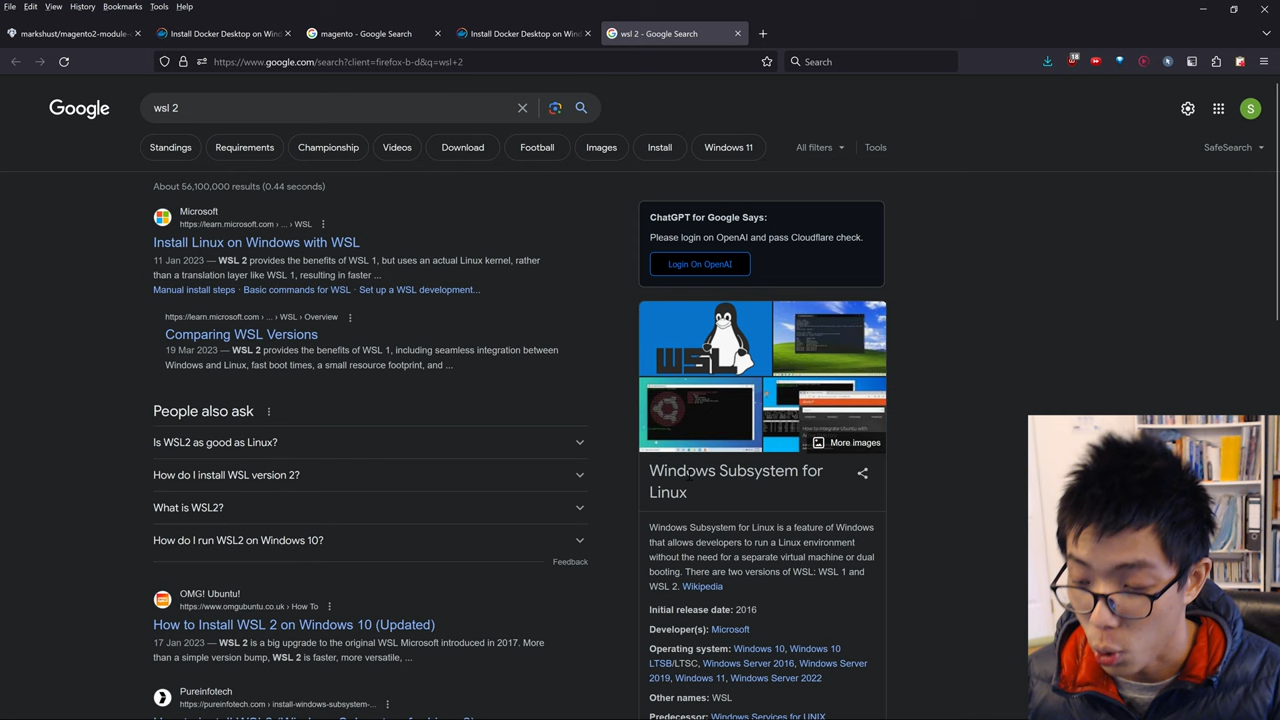 File Edit View History Bookmarks Tools Help
markshust/magento2-module-
Install Docker Desktop on Win
magento - Google Search
Install Docker Desktop on Win
wsl 2 - Google Search
https://www.google.com/search?client=firefox-b-d&q=wsl+2
Search
18
Google
wsl 2
S
Standings Requirements Championship Videos Download Football Images Install Windows 11 All filters Tools
SafeSearch
About 56,100,000 results (0.44 seconds)
Microsoft
https://learn.microsoft.com › ... › WSL
Install Linux on Windows with WSL
11 Jan 2023 — WSL 2 provides the benefits of WSL 1, but uses an actual Linux kernel, rather
than a translation layer like WSL 1, resulting in faster ...
Manual install steps · Basic commands for WSL · Set up a WSL development...
https://learn.microsoft.com › ... › WSL › Overview
Comparing WSL Versions
19 Mar 2023 — WSL 2 provides the benefits of WSL 1, including seamless integration between
Windows and Linux, fast boot times, a small resource footprint, and ...
People also ask
Is WSL2 as good as Linux?
How do I install WSL version 2?
What is WSL2?
How do I run WSL2 on Windows 10?
Feedback
OMG! Ubuntu!
https://www.omgubuntu.co.uk › How To
How to Install WSL 2 on Windows 10 (Updated)
17 Jan 2023 — WSL 2 is a big upgrade to the original WSL Microsoft introduced in 2017. More
than a simple version bump, WSL 2 is faster, more versatile, ...
Pureinfotech
https://pureinfotech.com › install-windows-subsystem-...
ChatGPT for Google Says:
Please login on OpenAI and pass Cloudflare check.
Login On OpenAI
WSL
More images
Windows Subsystem for
Linux
Windows Subsystem for Linux is a feature of Windows
that allows developers to run a Linux environment
without the need for a separate virtual machine or dual
booting. There are two versions of WSL: WSL 1 and
WSL 2. Wikipedia
Initial release date: 2016
Developer(s): Microsoft
Operating system: Windows 10, Windows 10
LTSB/LTSC, Windows Server 2016, Windows Server
2019, Windows 11, Windows Server 2022
Other names: WSL
Predecessor: Windows Services for UNIX